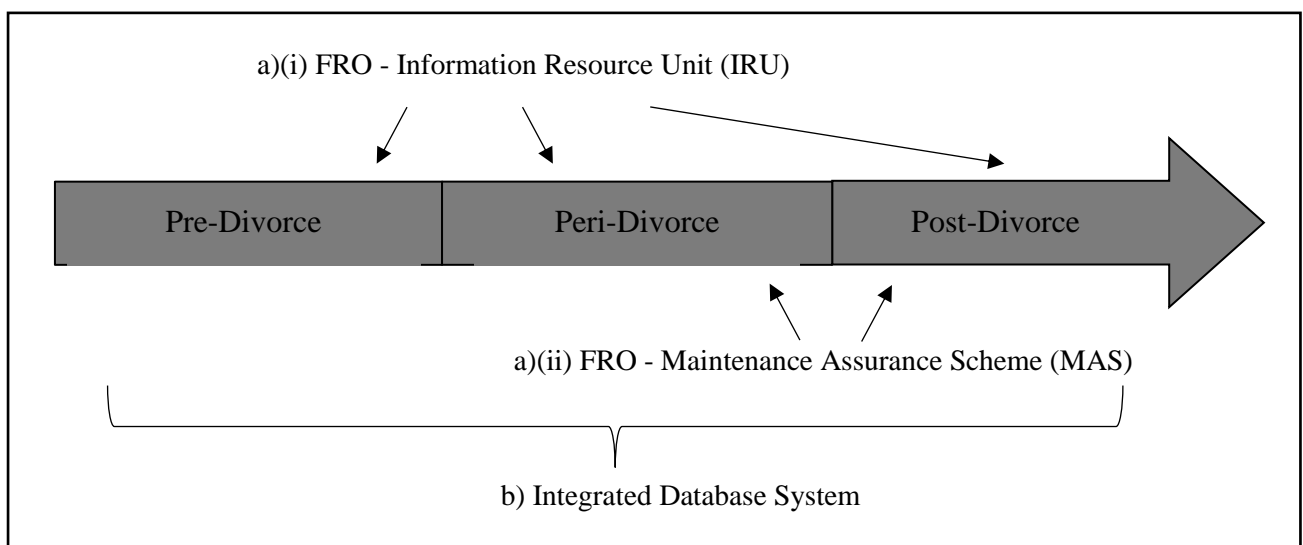 a)(i) FRO - Information Resource Unit (IRU)
Pre-Divorce
Peri-Divorce
Post-Divorce
a)(ii) FRO - Maintenance Assurance Scheme (MAS)
b) Integrated Database System